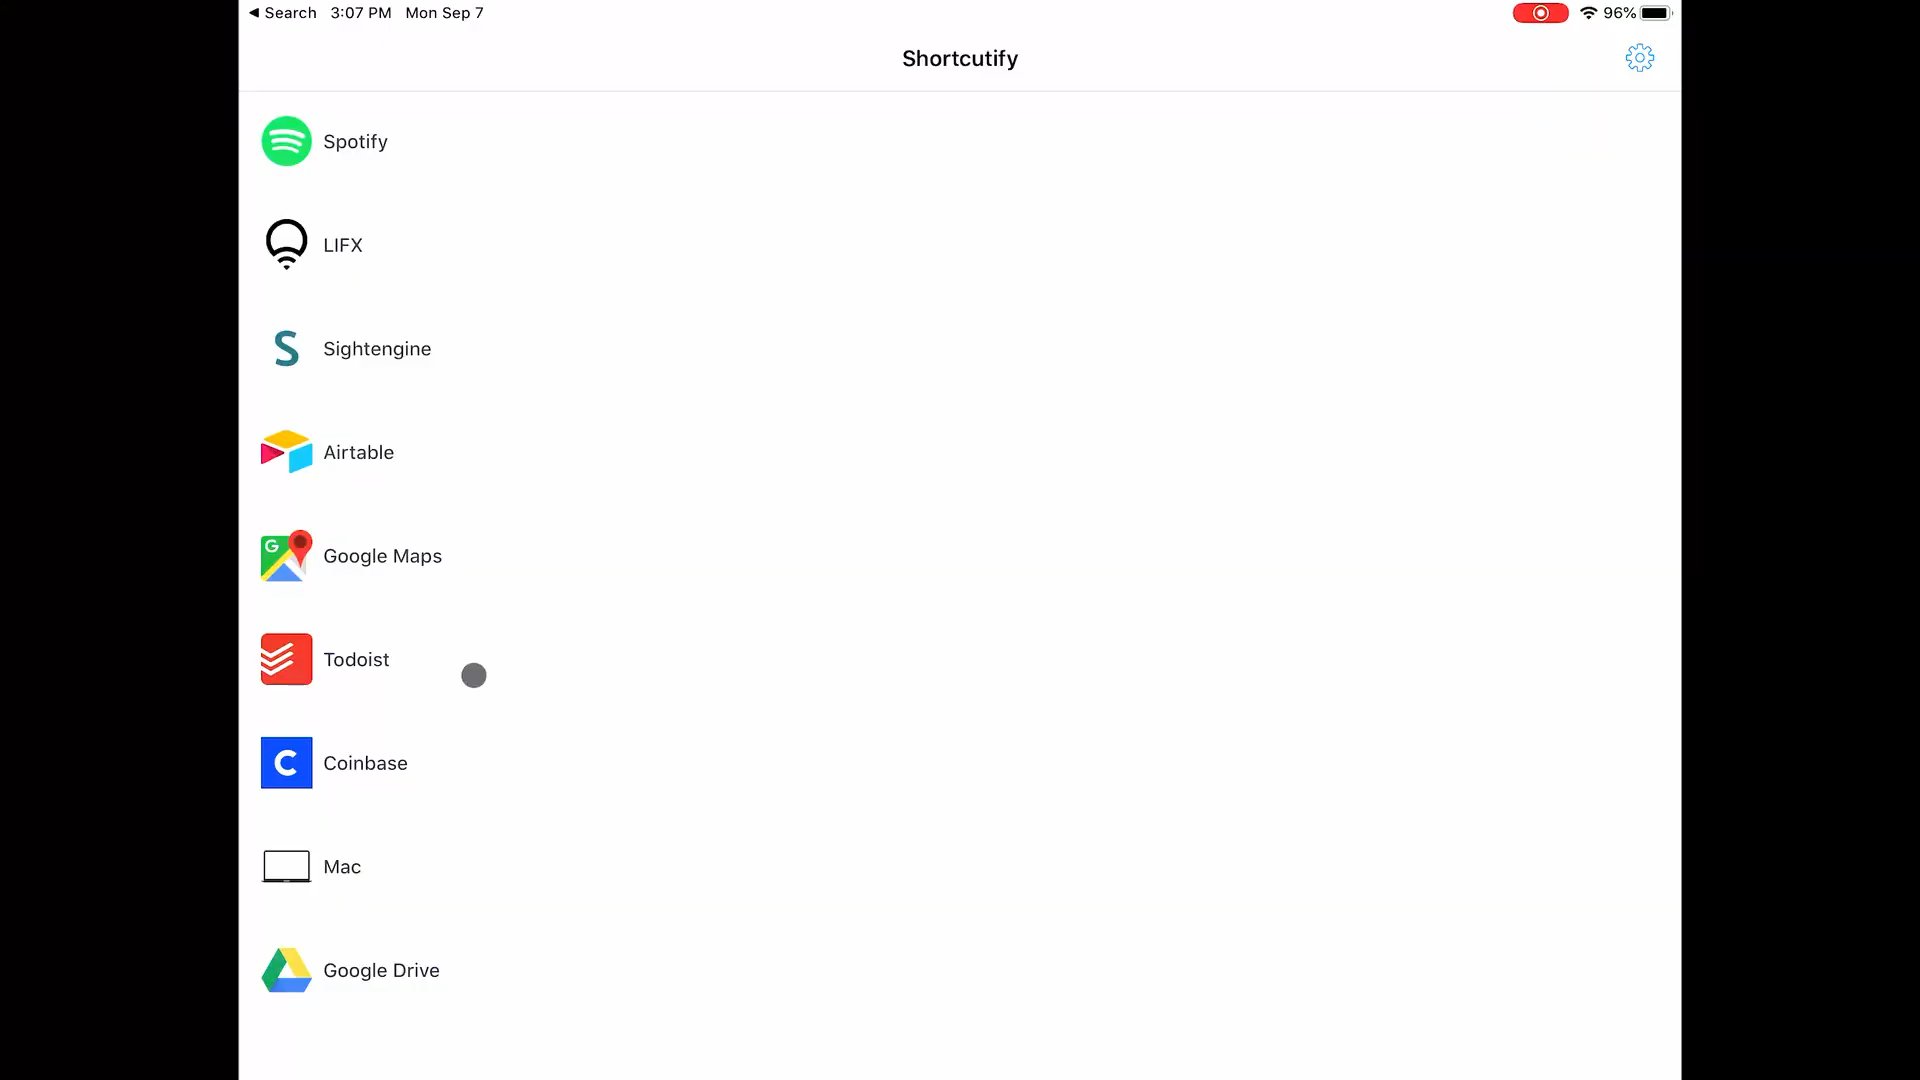 ◀ Search 3:07 PM Mon Sep 7 96%
Shortcutify
Spotify
LIFX
S Sightengine
Airtable
G Google Maps
Todoist
C Coinbase
Mac
Google Drive